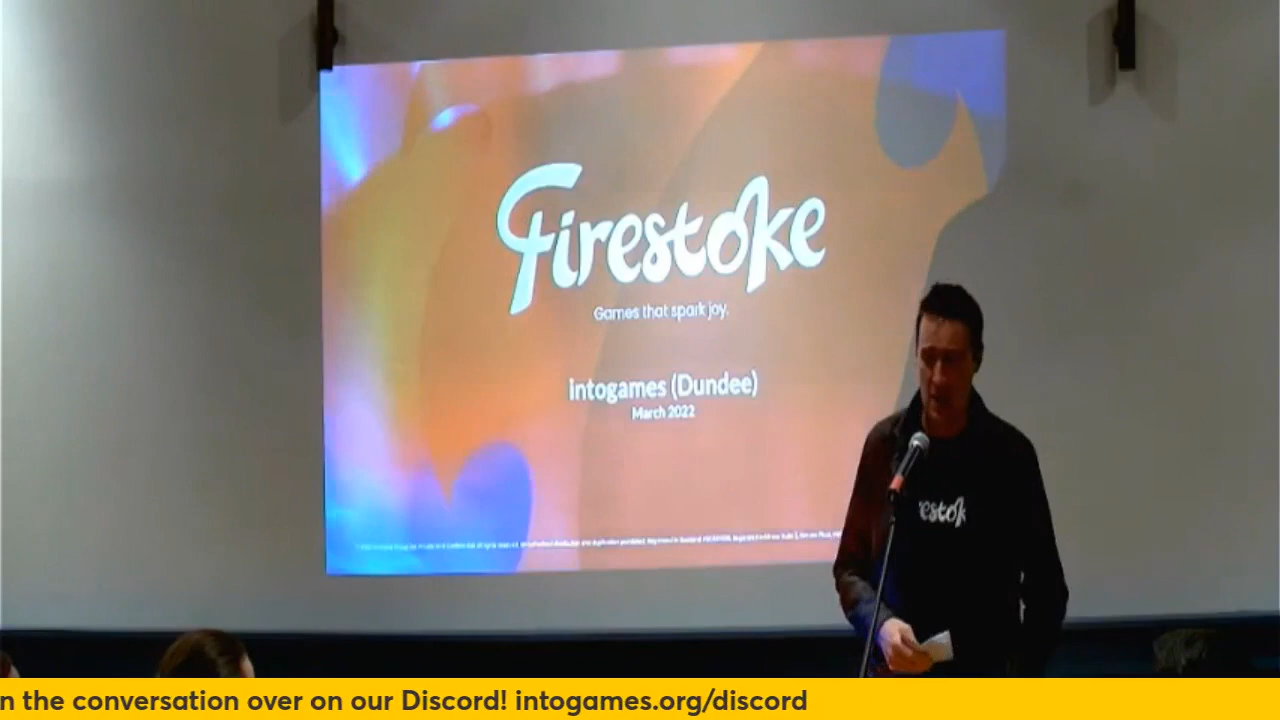 Firestoke
Games that spark joy.
intogames (Dundee)
March 2022
estok
n the conversation over on our Discord! intogames.org/discord